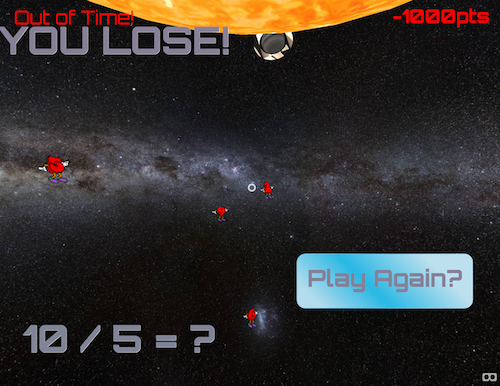 Out of Time!
-1000pts
YOU LOSE!
Play Again?
10 / 5 = ?